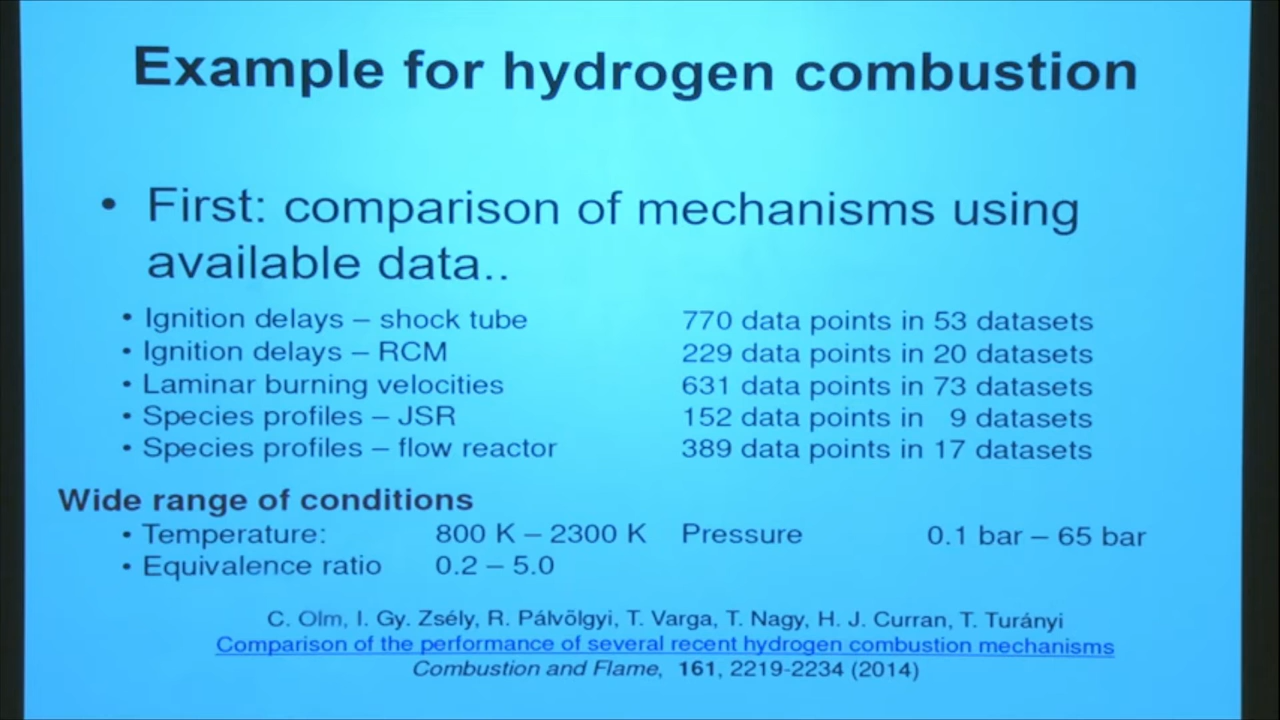 Example for hydrogen combustion
• First: comparison of mechanisms using
available data..
• Ignition delays – shock tube 770 data points in 53 datasets
• Ignition delays – RCM 229 data points in 20 datasets
• Laminar burning velocities 631 data points in 73 datasets
• Species profiles – JSR 152 data points in 9 datasets
• Species profiles – flow reactor 389 data points in 17 datasets
Wide range of conditions
• Temperature: 800 K – 2300 K Pressure 0.1 bar – 65 bar
• Equivalence ratio 0.2 – 5.0
C. Olm, I. Gy. Zsély, R. Pálvölgyi, T. Varga, T. Nagy, H. J. Curran, T. Turányi
Comparison of the performance of several recent hydrogen combustion mechanisms
Combustion and Flame, 161, 2219-2234 (2014)